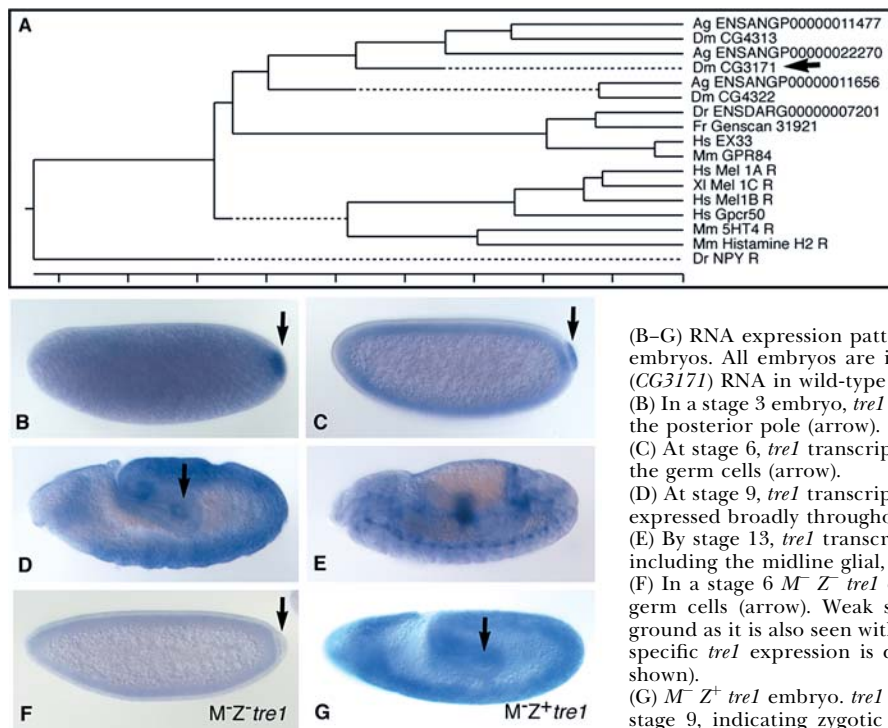 A
Ag ENSANGP00000011477
Dm CG4313
Ag ENSANGP00000022270
Dm CG3171
Ag ENSANGP00000011656
Dm CG4322
Dr ENSDARG00000007201
Fr Genscan 31921
Hs EX33
Mm GPR84
Hs Mel 1A R
Xl Mel 1C R
Hs Mel1B R
Hs Gpcr50
Mm 5HT4 R
Mm Histamine H2 R
Dr NPY R
B
C
D
E
F
M⁻Z⁻tre1
G
M⁻Z⁺tre1
(B–G) RNA expression patt
embryos. All embryos are i
(CG3171) RNA in wild-type
(B) In a stage 3 embryo, tre1
the posterior pole (arrow).
(C) At stage 6, tre1 transcrip
the germ cells (arrow).
(D) At stage 9, tre1 transcrip
expressed broadly througho
(E) By stage 13, tre1 transcr
including the midline glial,
(F) In a stage 6 M⁻ Z⁻ tre1
germ cells (arrow). Weak s
ground as it is also seen with
specific tre1 expression is
shown).
(G) M⁻ Z⁺ tre1 embryo. tre1
stage 9, indicating zygotic